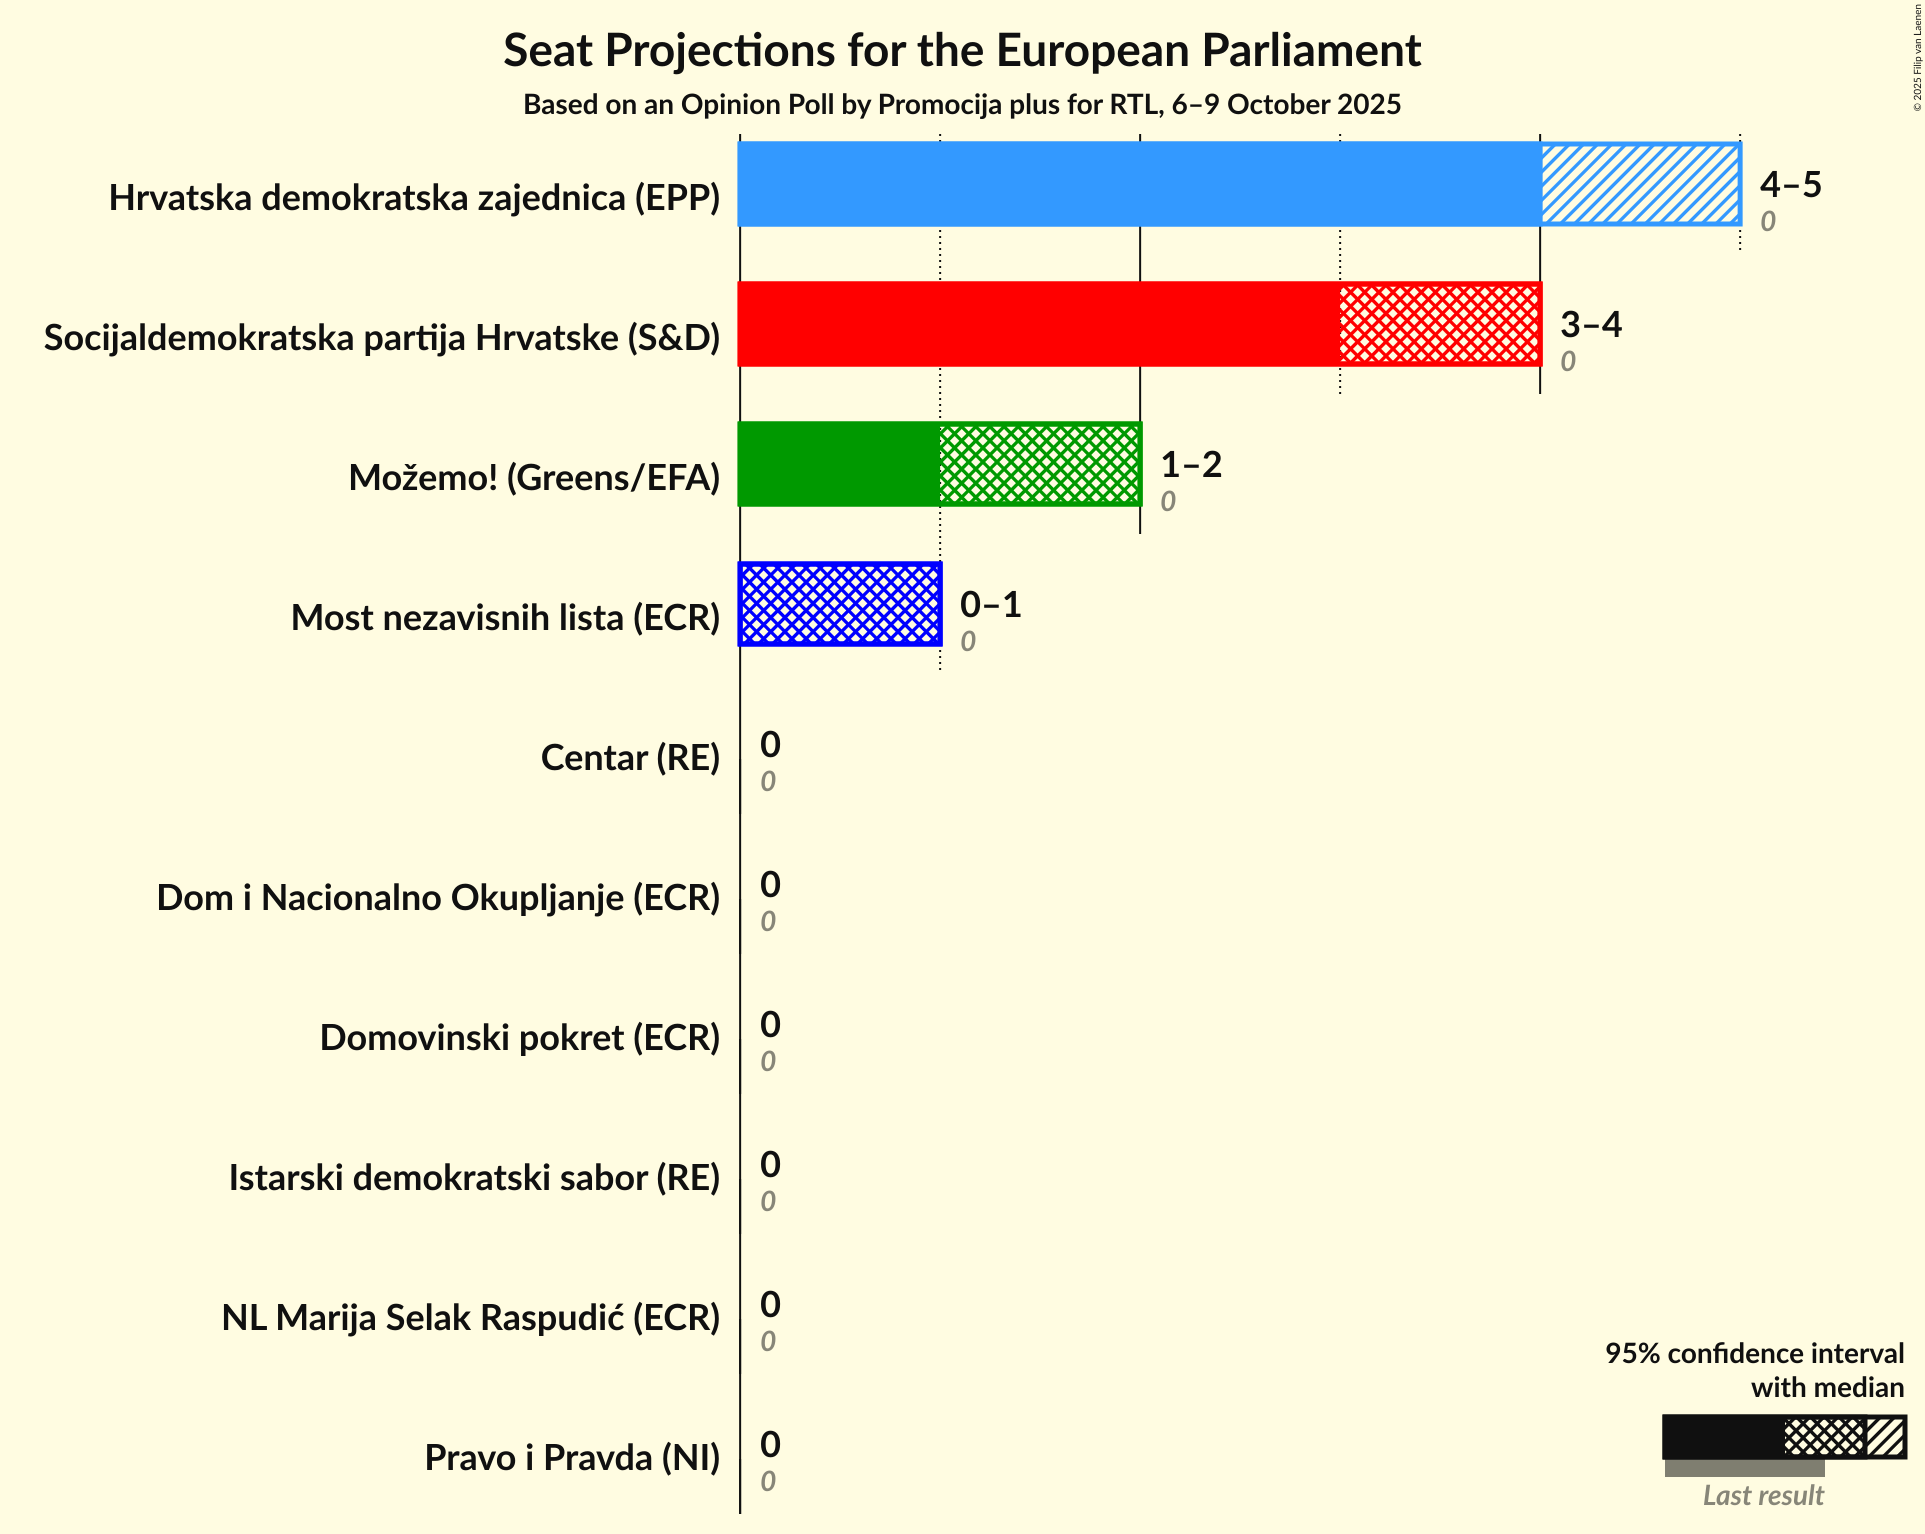 Seat Projections for the European Parliament
Based on an Opinion Poll by Promocija plus for RTL, 6–9 October 2025
© 2025 Filip van Laenen
Hrvatska demokratska zajednica (EPP)
4–5
0
Socijaldemokratska partija Hrvatske (S&D)
3–4
0
Možemo! (Greens/EFA)
1–2
0
Most nezavisnih lista (ECR)
0–1
0
Centar (RE)
0
0
Dom i Nacionalno Okupljanje (ECR)
0
0
Domovinski pokret (ECR)
0
0
Istarski demokratski sabor (RE)
0
0
NL Marija Selak Raspudić (ECR)
0
0
Pravo i Pravda (NI)
0
0
95% confidence interval
with median
Last result